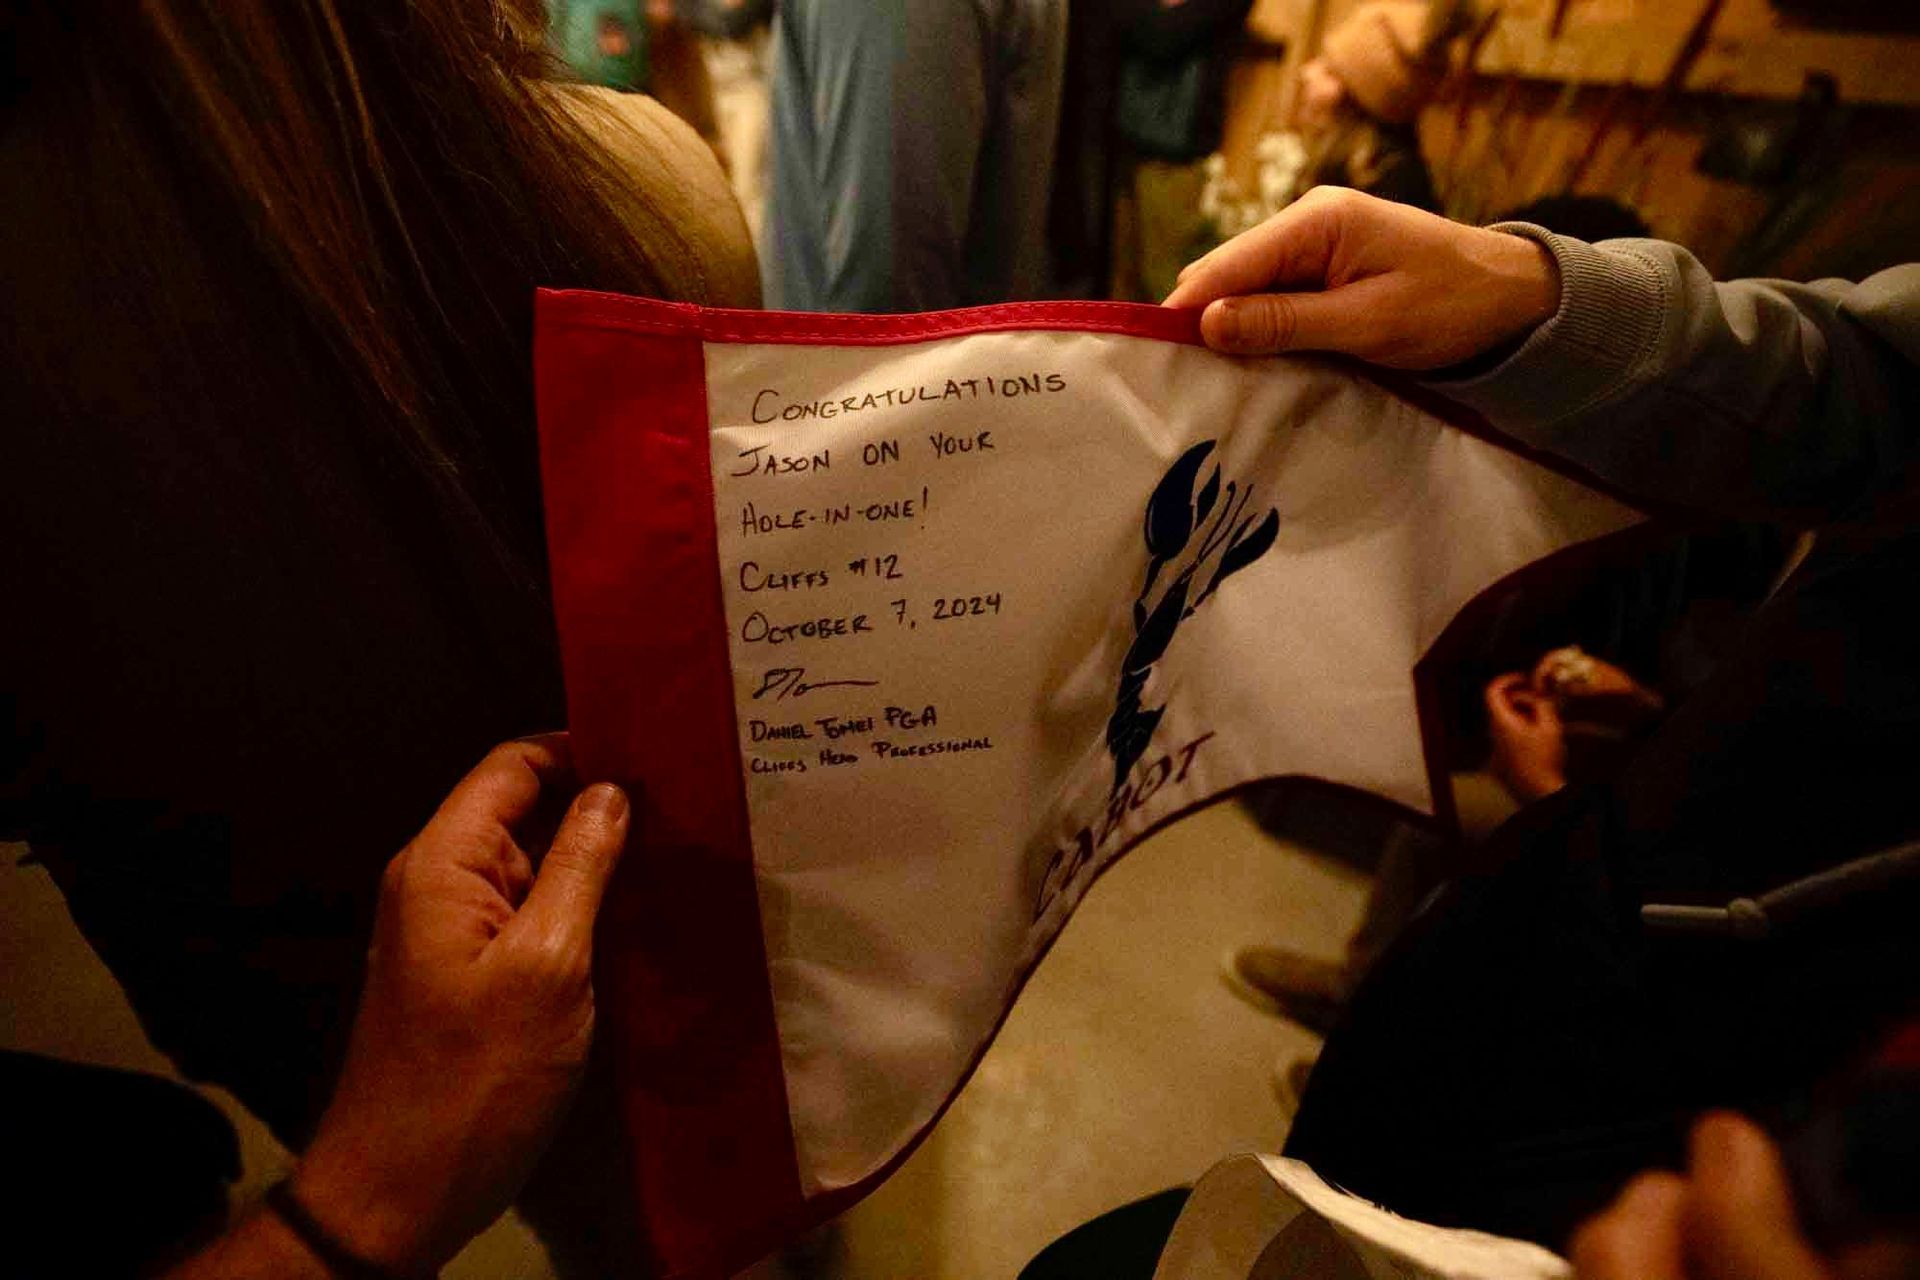 CONGRATULATIONS
JASON ON YOUR
HOLE-IN-ONE!
CLIFFS #12
OCTOBER 7, 2024
DANIEL TOMEI PGA
CLIFFS HEAD PROFESSIONAL
CABOT